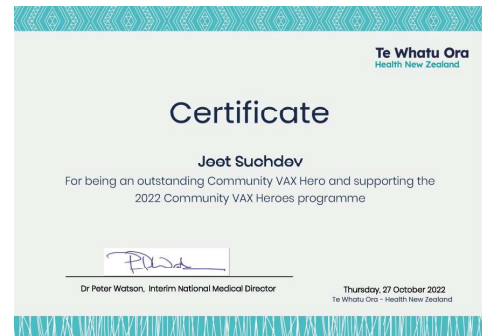 Te Whatu Ora
Health New Zealand
Certificate
Jeet Suchdev
For being an outstanding Community VAX Hero and supporting the
2022 Community VAX Heroes programme
Dr Peter Watson, Interim National Medical Director
Thursday, 27 October 2022
Te Whatu Ora - Health New Zealand